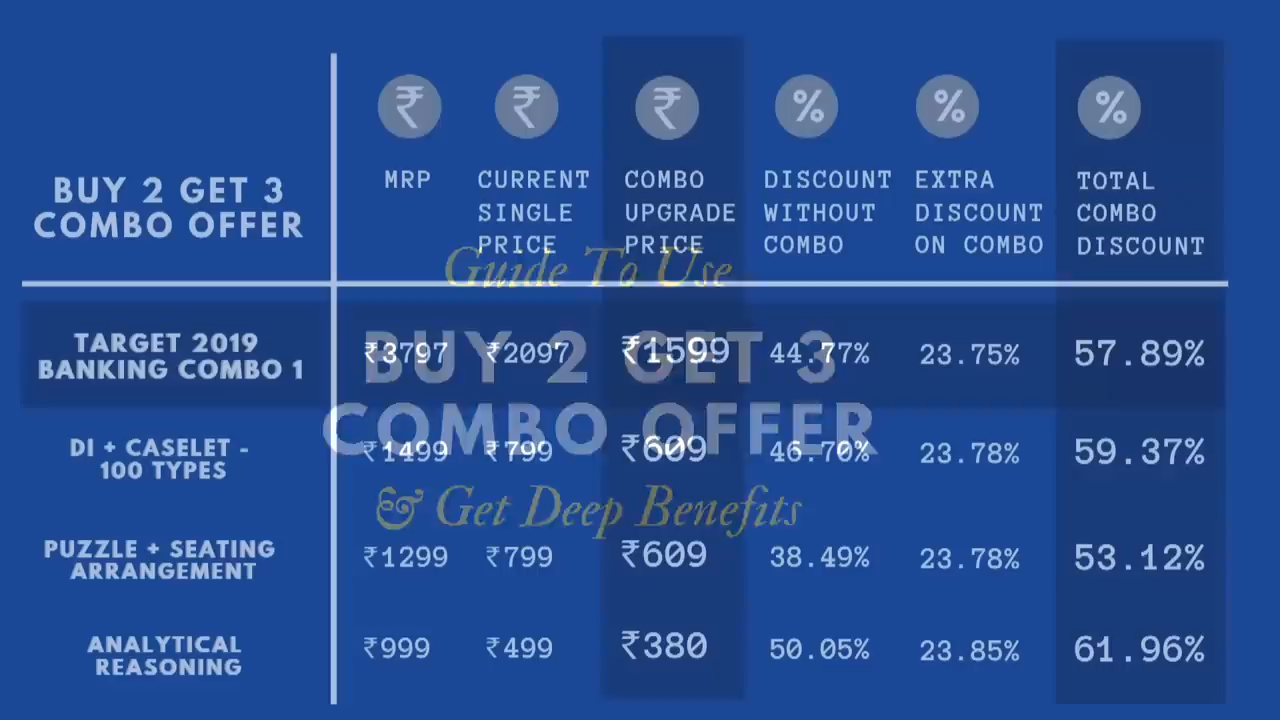 ₹ ₹ ₹ % % %
BUY 2 GET 3
COMBO OFFER
MRP
CURRENT
SINGLE
PRICE
COMBO
UPGRADE
PRICE
DISCOUNT
WITHOUT
COMBO
EXTRA
DISCOUNT
ON COMBO
TOTAL
COMBO
DISCOUNT
Guide To Use
BUY 2 GET 3
COMBO OFFER
& Get Deep Benefits
TARGET 2019
BANKING COMBO 1
₹3797 ₹2097 ₹1599 44.77% 23.75% 57.89%
DI + CASELET -
100 TYPES
₹1499 ₹799 ₹609 46.70% 23.78% 59.37%
PUZZLE + SEATING
ARRANGEMENT
₹1299 ₹799 ₹609 38.49% 23.78% 53.12%
ANALYTICAL
REASONING
₹999 ₹499 ₹380 50.05% 23.85% 61.96%